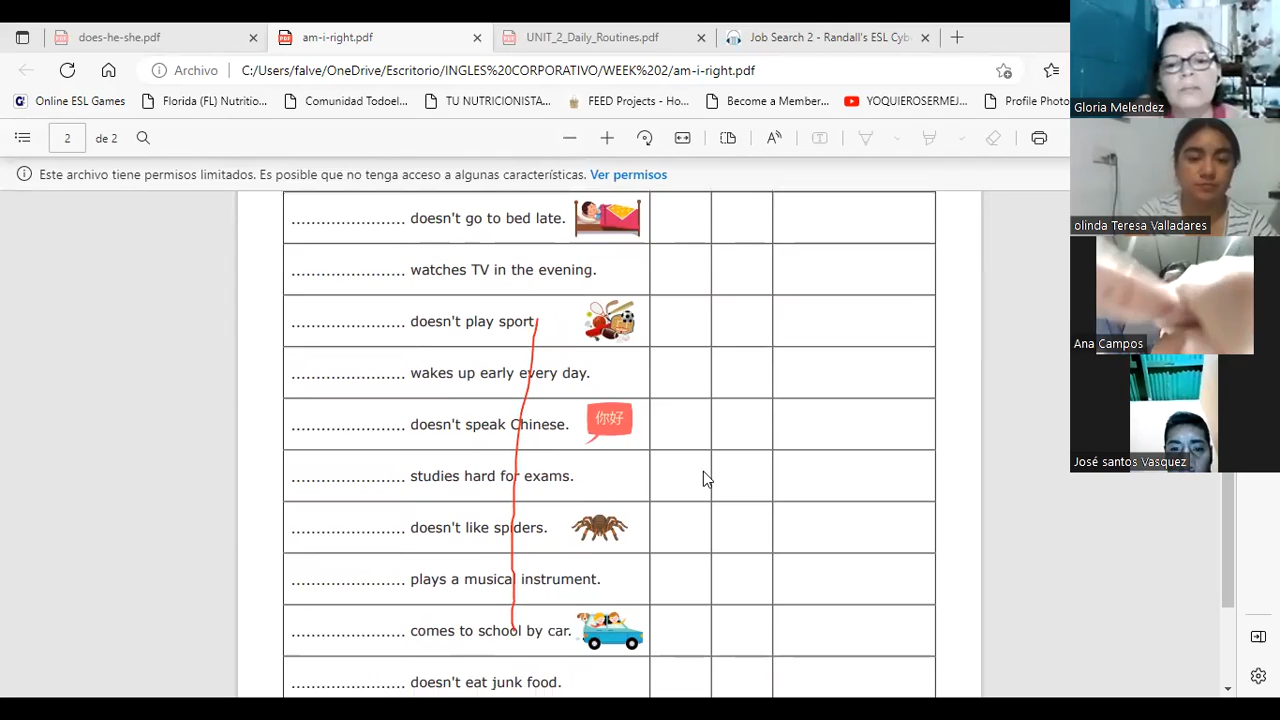 does-he-she.pdf
am-i-right.pdf
UNIT_2_Daily_Routines.pdf
Job Search 2 - Randall's ESL Cyb
Archivo
C:/Users/falve/OneDrive/Escritorio/INGLES%20CORPORATIVO/WEEK%202/am-i-right.pdf
Online ESL Games
Florida (FL) Nutritio...
Comunidad Todoel...
TU NUTRICIONISTA...
FEED Projects - Ho...
Become a Member...
YOQUIEROSERMEJ...
Profile Photo
2
de 2
Este archivo tiene permisos limitados. Es posible que no tenga acceso a algunas características. Ver permisos
........................ doesn't go to bed late.
........................ watches TV in the evening.
........................ doesn't play sport.
........................ wakes up early every day.
........................ doesn't speak Chinese.
你好
........................ studies hard for exams.
........................ doesn't like spiders.
........................ plays a musical instrument.
........................ comes to school by car.
........................ doesn't eat junk food.
Gloria Melendez
olinda Teresa Valladares
Ana Campos
José santos Vasquez